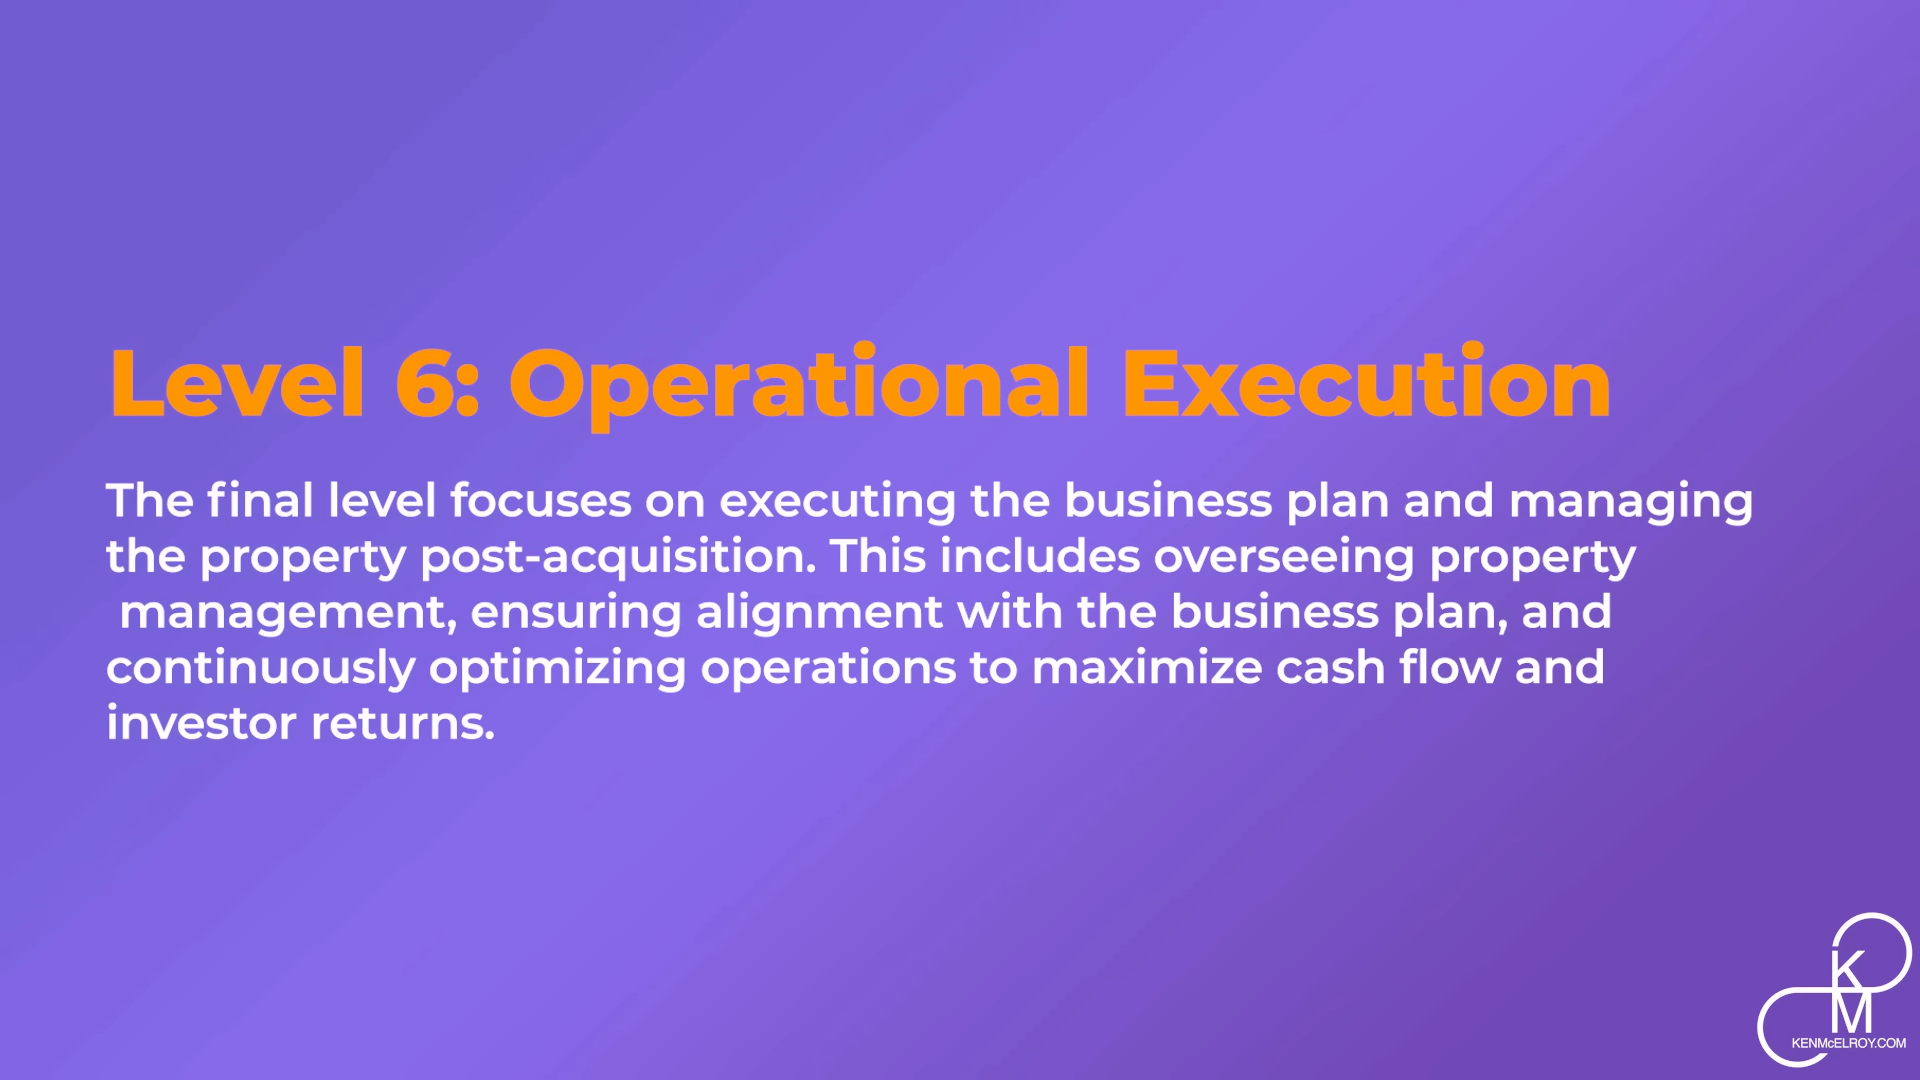 Level 6: Operational Execution
The final level focuses on executing the business plan and managing
the property post-acquisition. This includes overseeing property
management, ensuring alignment with the business plan, and
continuously optimizing operations to maximize cash flow and
investor returns.
K
M
KENMcELROY.COM